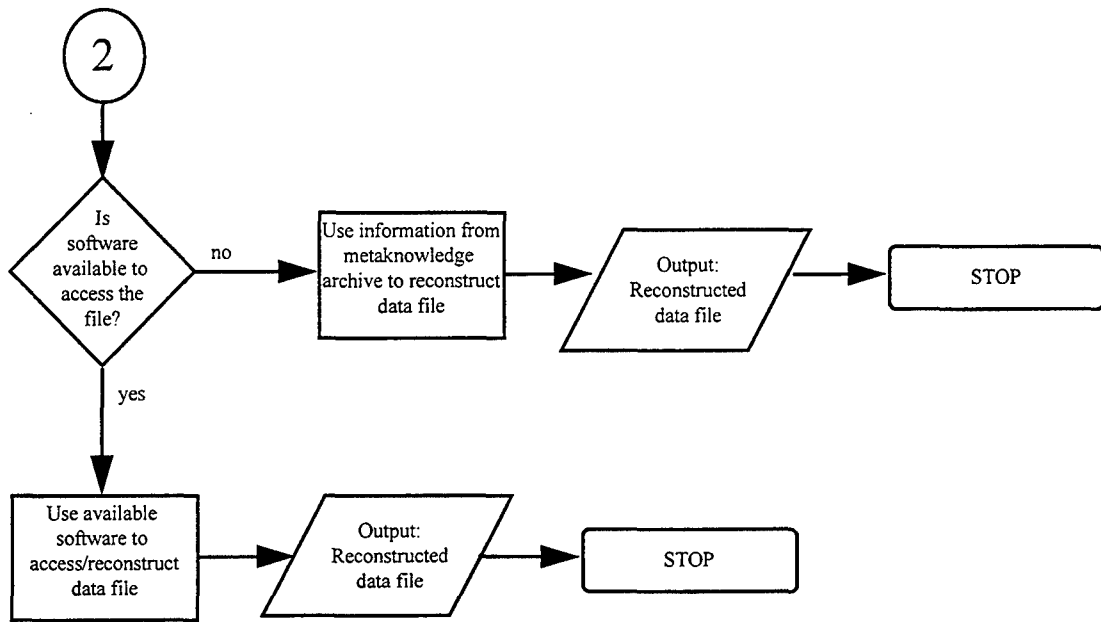 2
Is
software
available to
access the
file?
no
Use information from
metaknowledge
archive to reconstruct
data file
Output:
Reconstructed
data file
STOP
yes
Use available
software to
access/reconstruct
data file
Output:
Reconstructed
data file
STOP